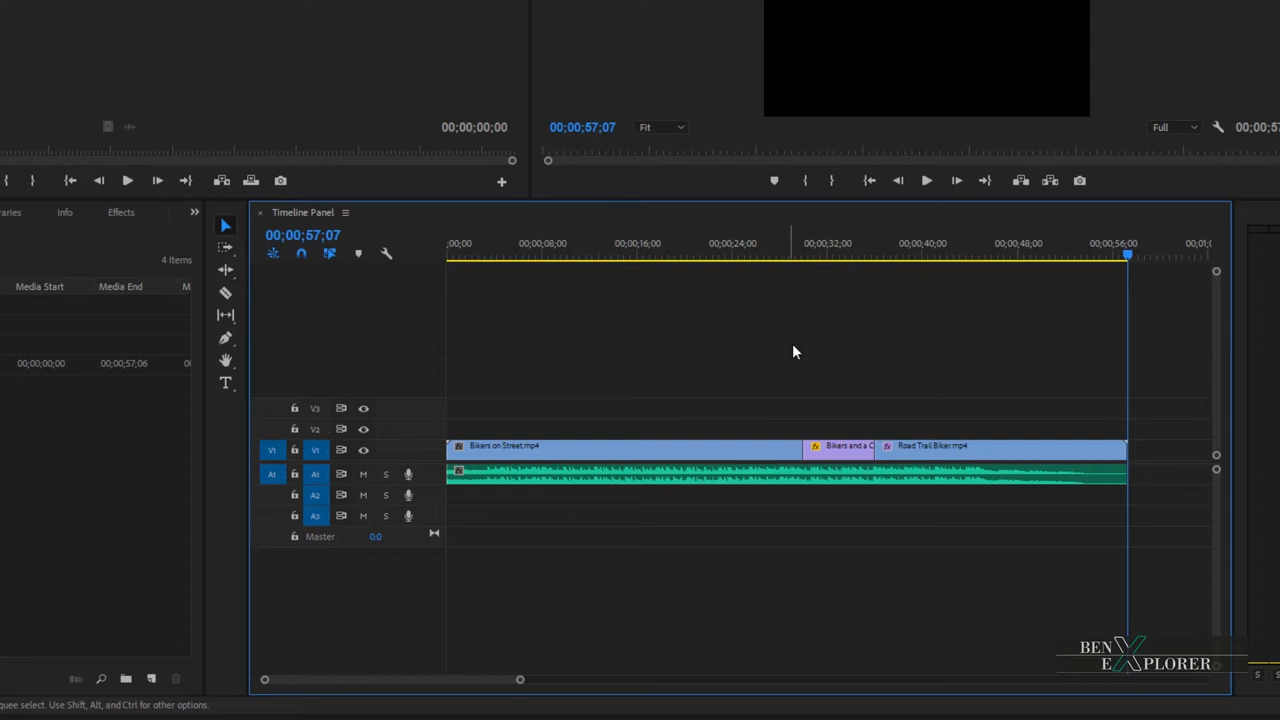 00;00;00;00
00;00;57;07
Fit
Full
00;00;57
raries
Info
Effects
Timeline Panel
00;00;57;07
;00;00
00;00;08;00
00;00;16;00
00;00;24;00
00;00;32;00
00;00;40;00
00;00;48;00
00;00;56;00
00;01;0
4 Items
Media Start
Media End
M
00;00;00;00
00;00;57;06
00
T
V3
V2
V1
V1
Bikers on Street.mp4
Bikers and a C
Road Trail Biker.mp4
A1
A1
M
S
A2
M
S
A3
M
S
Master
0.0
BEN
EXPLORER
S
S
quee select. Use Shift, Alt, and Ctrl for other options.